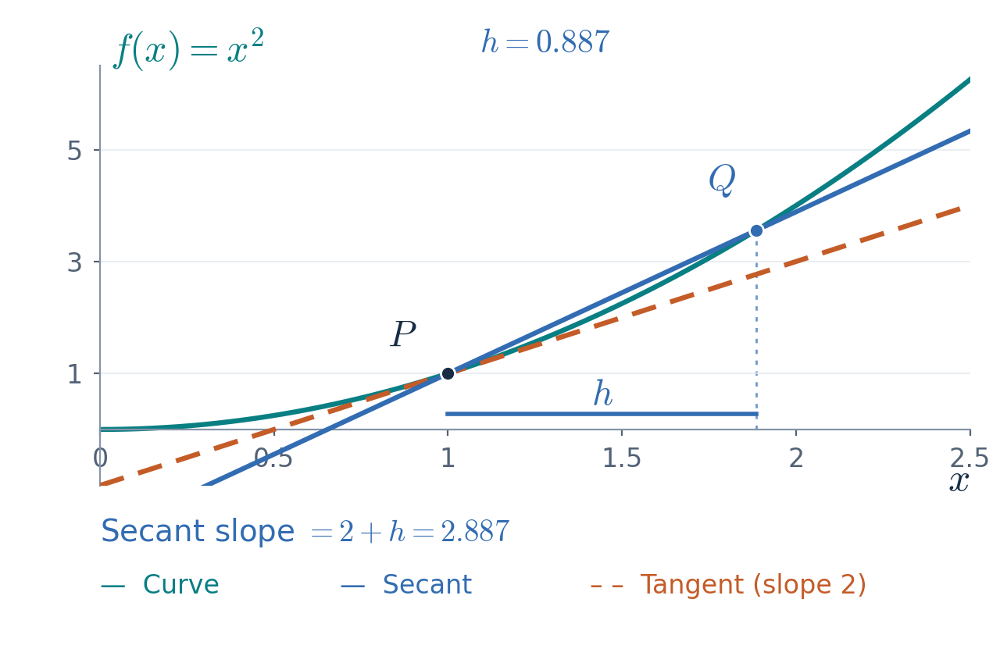 f(x) = x²
h = 0.887
5
Q
3
P
1
h
0 0.5 1 1.5 2 2.5
x
Secant slope = 2 + h = 2.887
— Curve — Secant – – Tangent (slope 2)